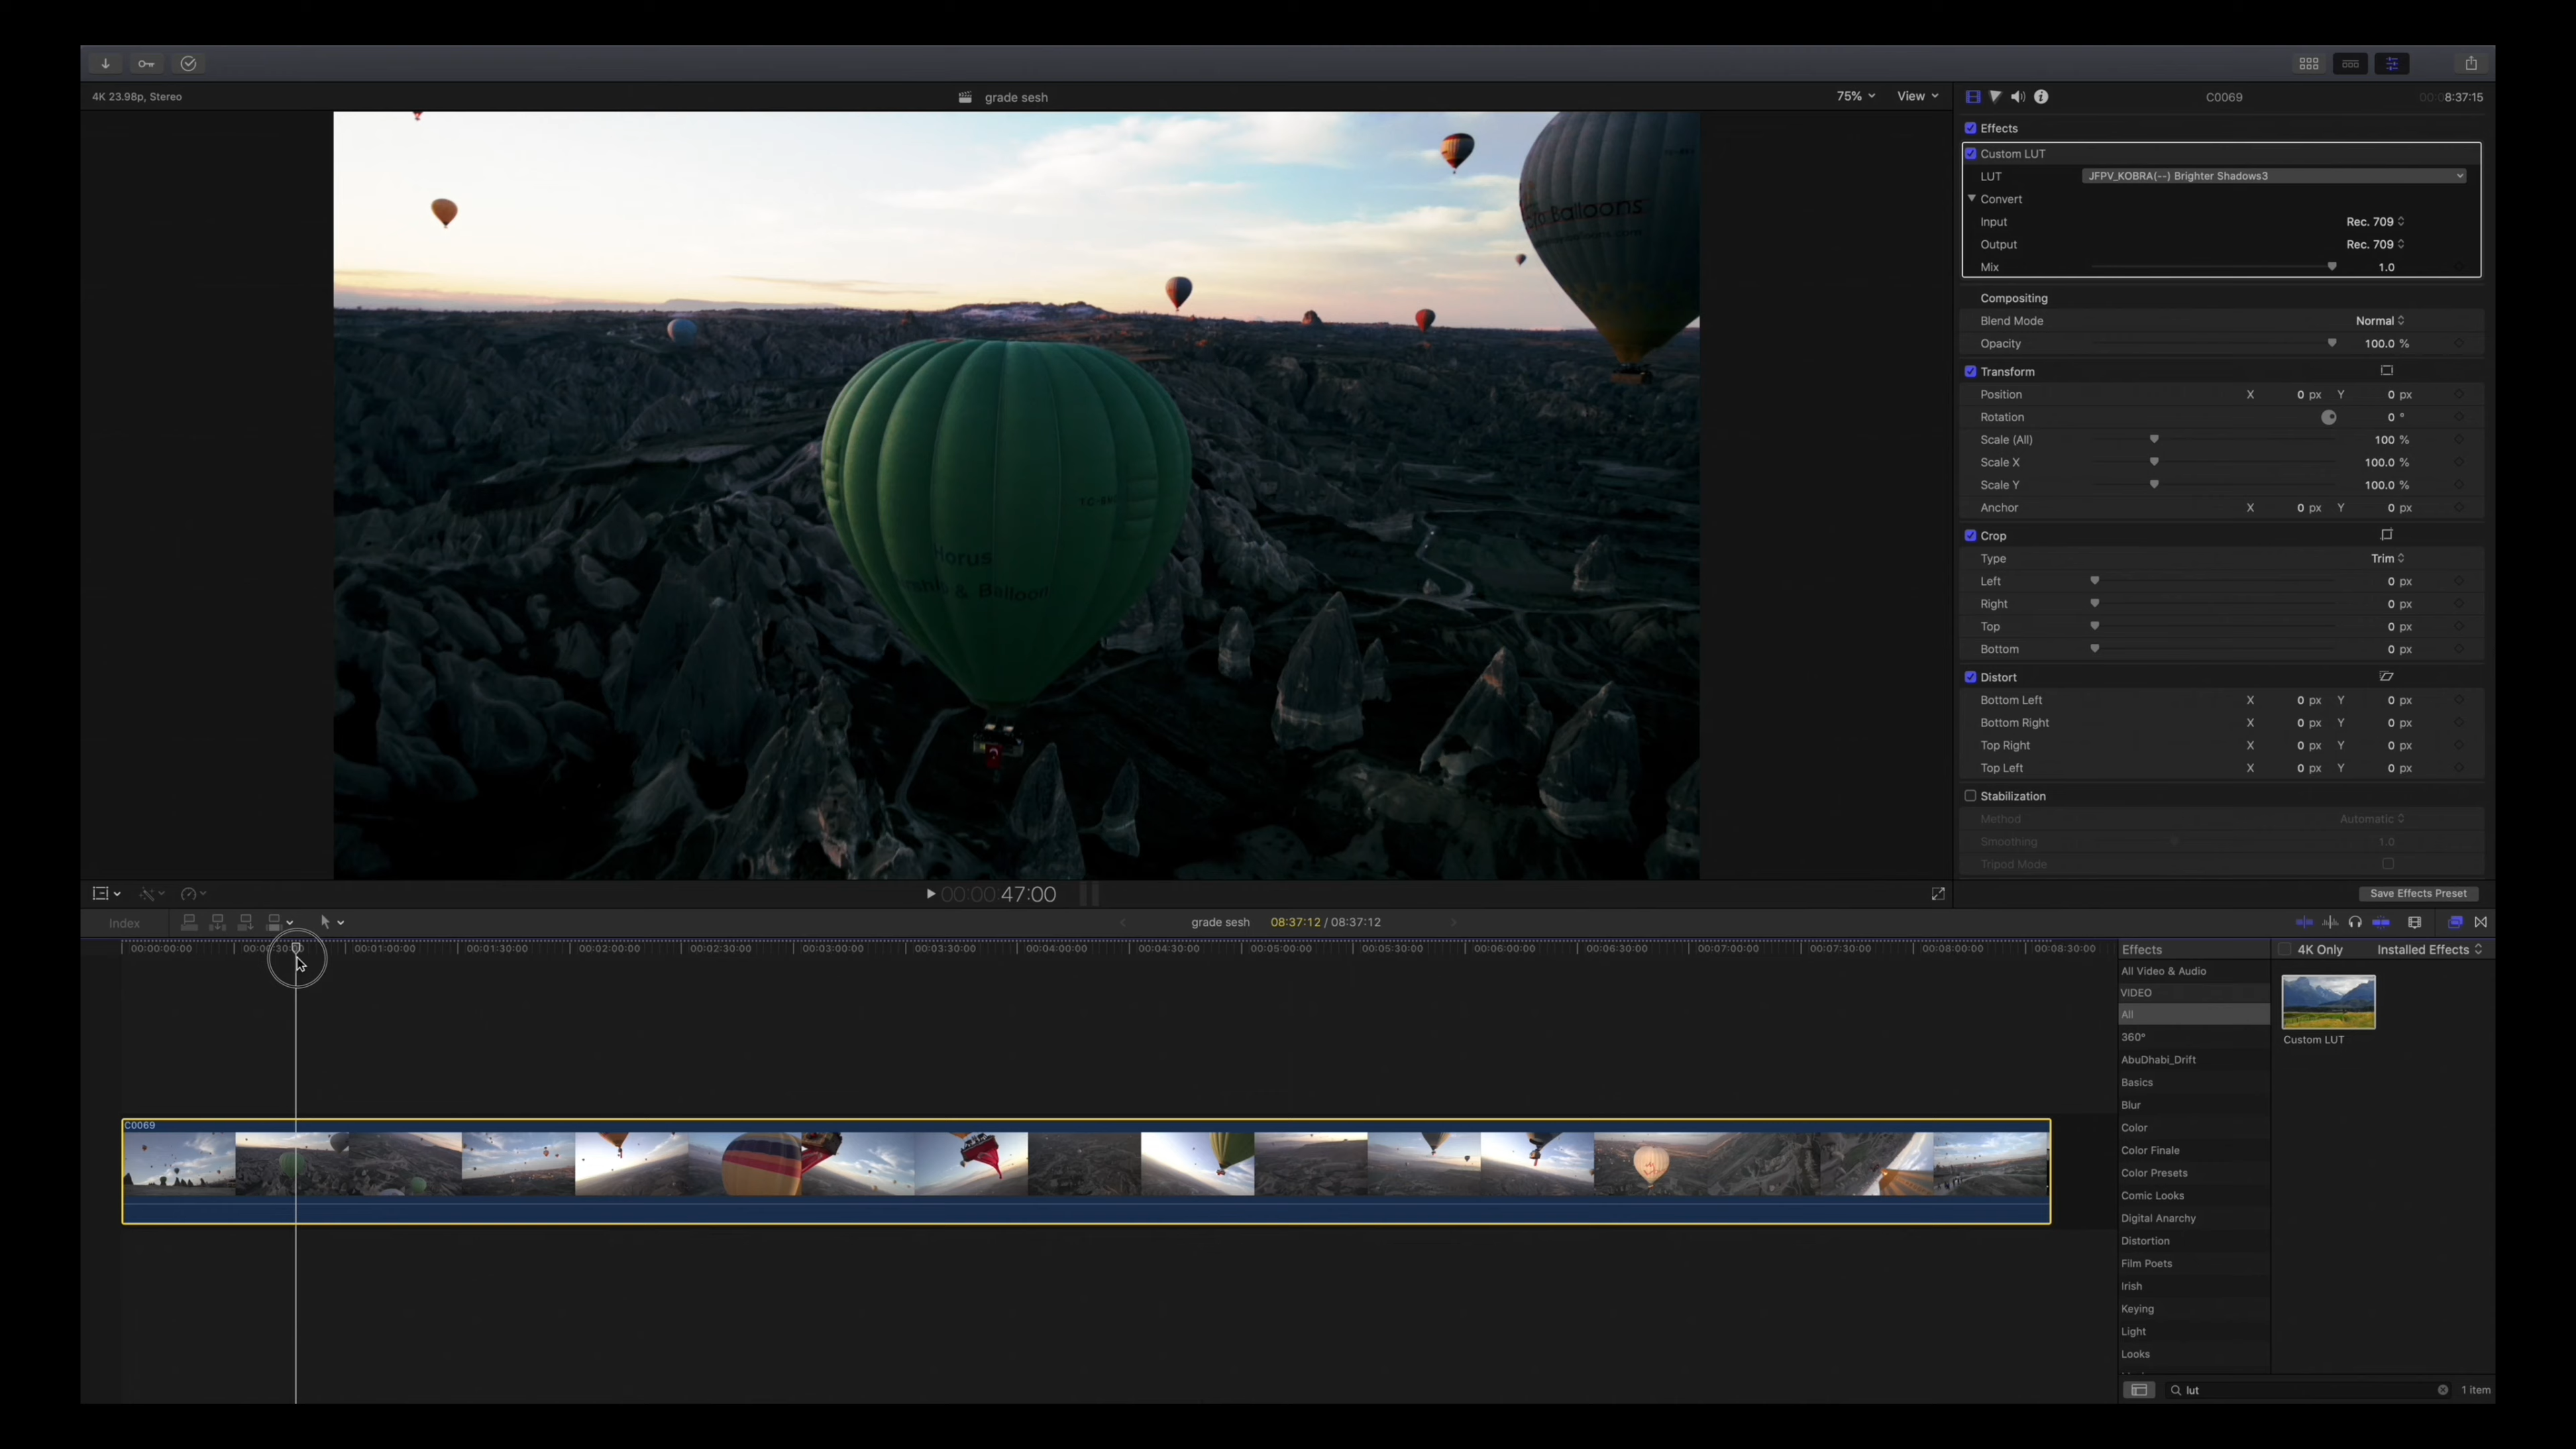 4K 23.98p, Stereo
grade sesh
75%
View
C0069
00:0 8:37:15
Effects
Custom LUT
LUT JFPV_KOBRA(--) Brighter Shadows3
Convert
Input Rec. 709
Output Rec. 709
Mix 1.0
Compositing
Blend Mode Normal
Opacity 100.0 %
Transform
Position X 0 px Y 0 px
Rotation 0 °
Scale (All) 100 %
Scale X 100.0 %
Scale Y 100.0 %
Anchor X 0 px Y 0 px
Crop
Type Trim
Left 0 px
Right 0 px
Top 0 px
Bottom 0 px
Distort
Bottom Left X 0 px Y 0 px
Bottom Right X 0 px Y 0 px
Top Right X 0 px Y 0 px
Top Left X 0 px Y 0 px
Stabilization
Method Automatic
Smoothing 1.0
Tripod Mode
Save Effects Preset
Balloons
Horus
& Balloon
00:00: 47:00
Index
grade sesh 08:37:12 / 08:37:12
00:00:00:00 00:01:00:00 00:01:30:00 00:02:00:00 00:02:30:00 00:03:00:00 00:03:30:00 00:04:00:00 00:04:30:00 00:05:00:00 00:05:30:00 00:06:00:00 00:06:30:00 00:07:00:00 00:07:30:00 00:08:00:00 00:08:30:00
C0069
Effects
4K Only
Installed Effects
All Video & Audio
VIDEO
All
360°
AbuDhabi_Drift
Basics
Blur
Color
Color Finale
Color Presets
Comic Looks
Digital Anarchy
Distortion
Film Poets
Irish
Keying
Light
Looks
Custom LUT
lut
1 item